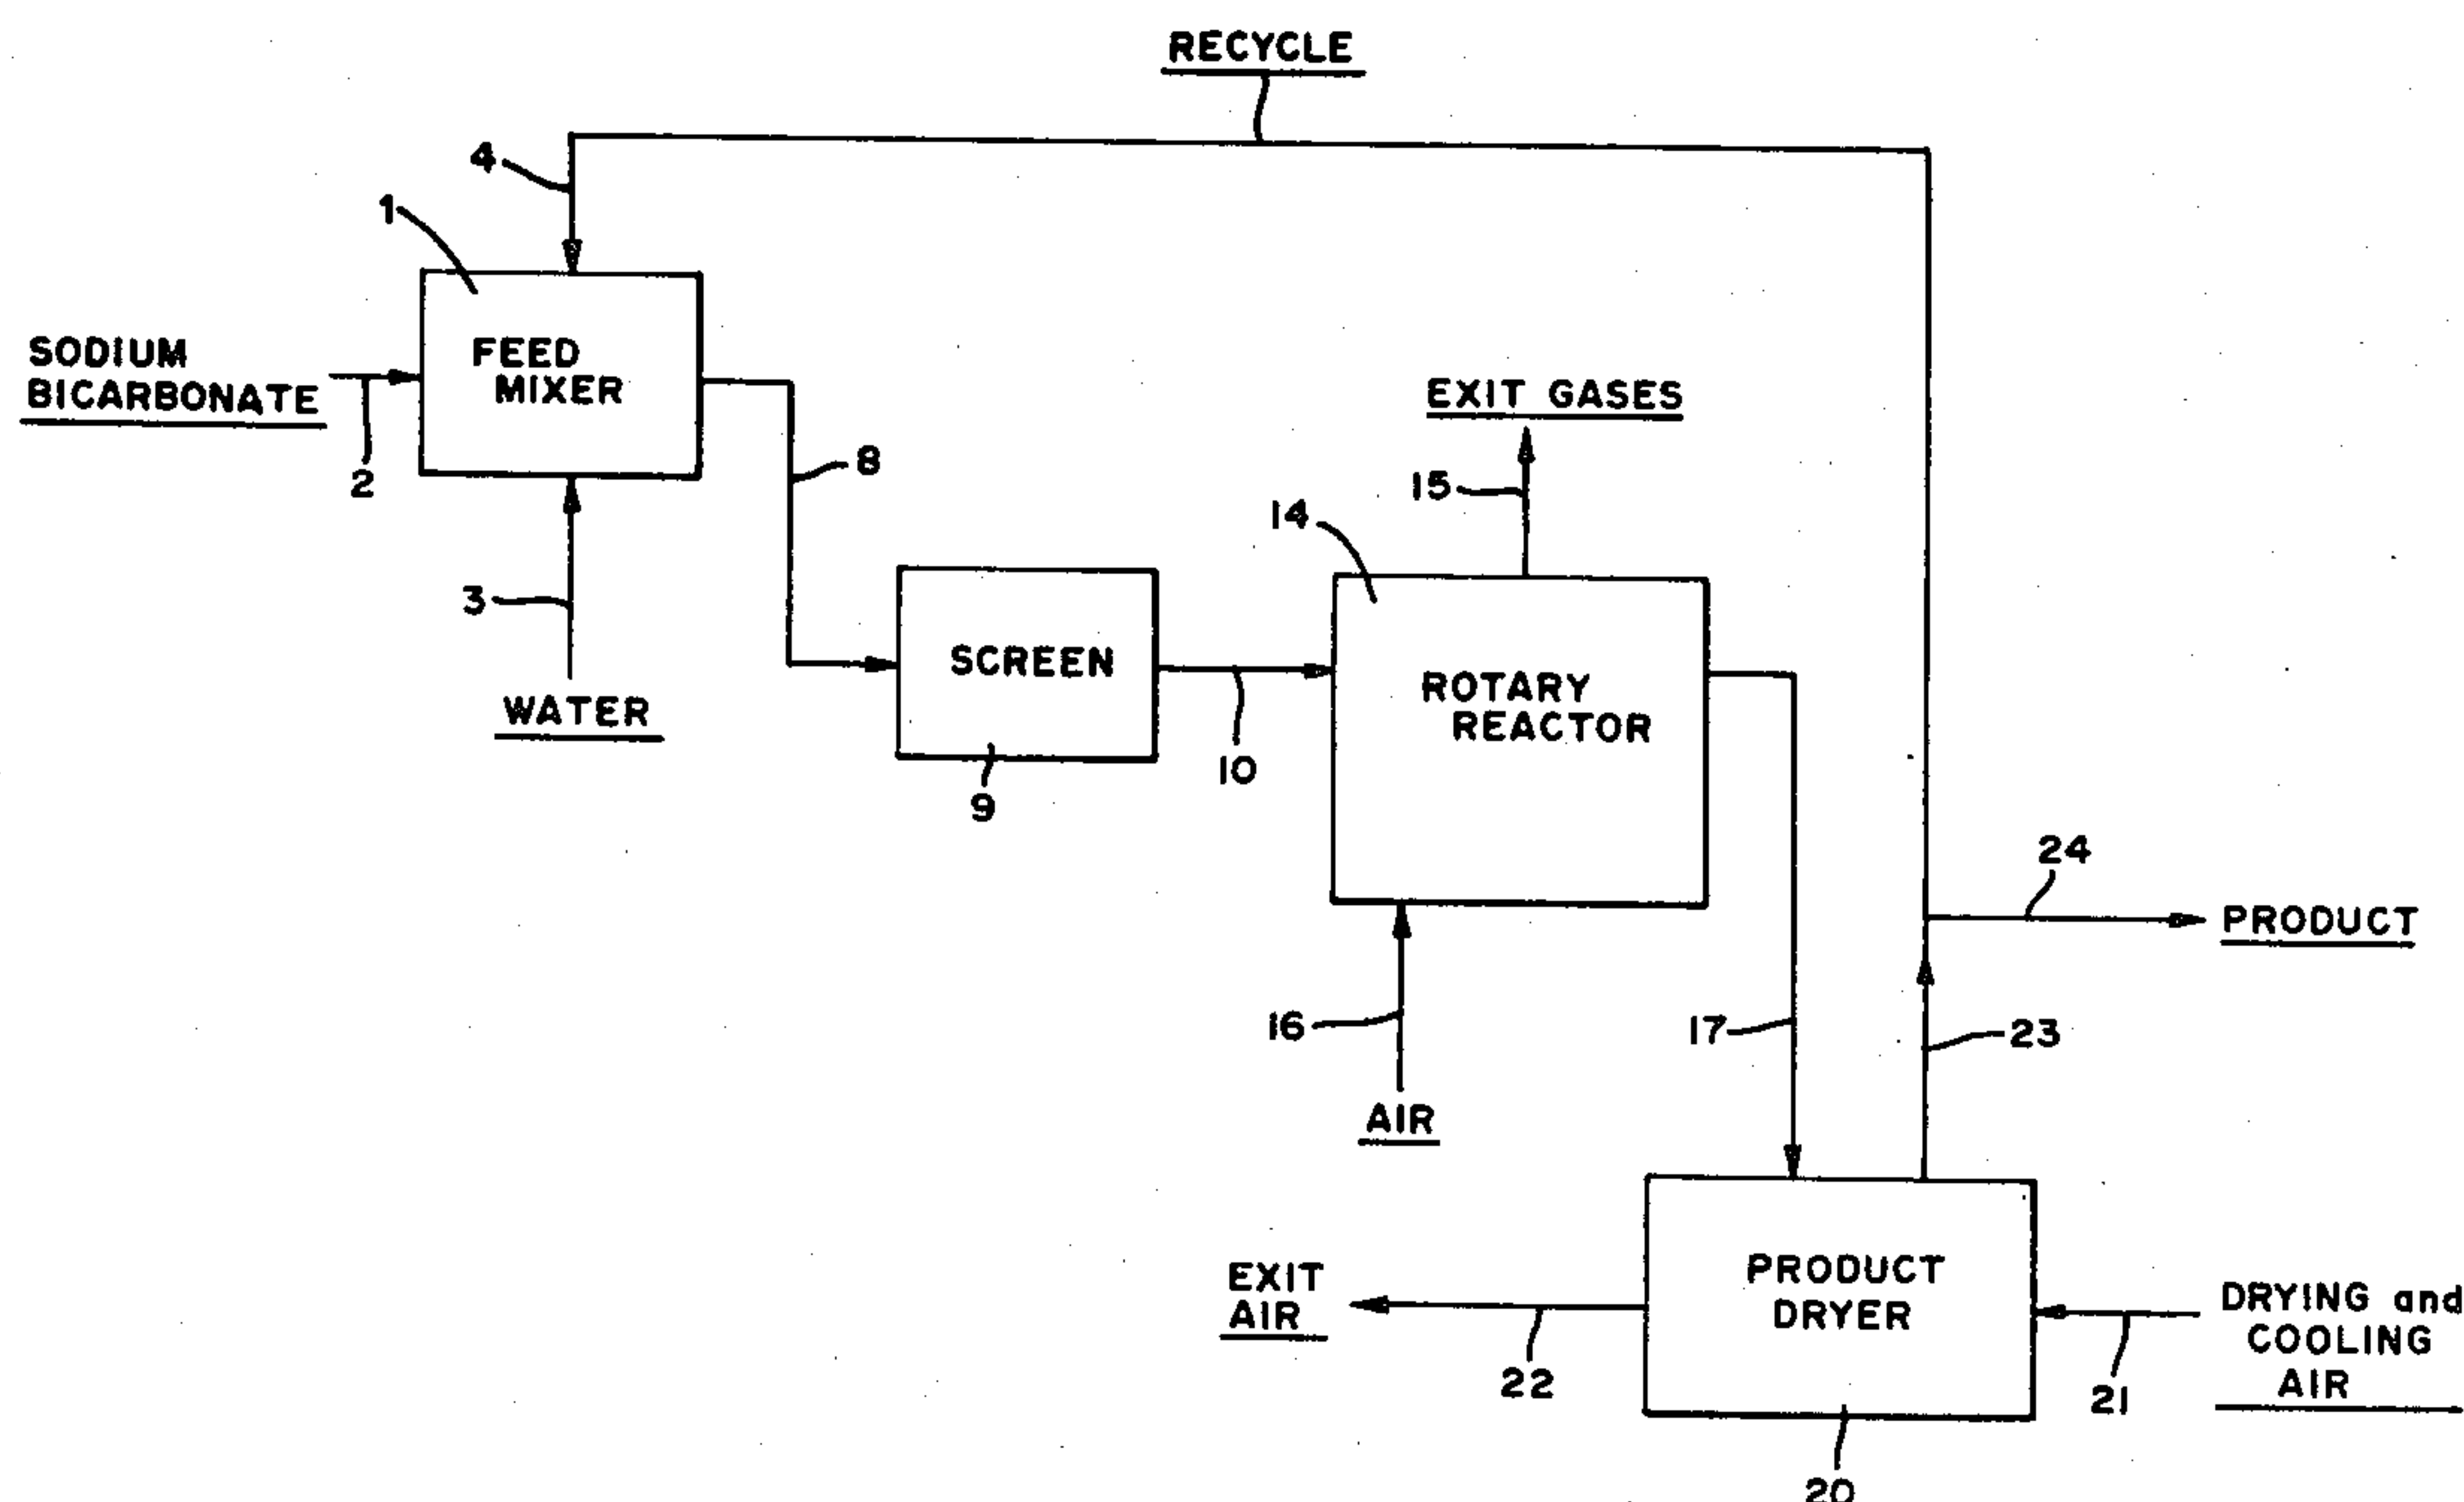 RECYCLE
4
1
SODIUM
BICARBONATE
2
FEED
MIXER
8
3
WATER
SCREEN
9
10
EXIT GASES
15
14
ROTARY
REACTOR
16
AIR
17
23
24
PRODUCT
EXIT
AIR
22
PRODUCT
DRYER
20
21
DRYING and
COOLING
AIR